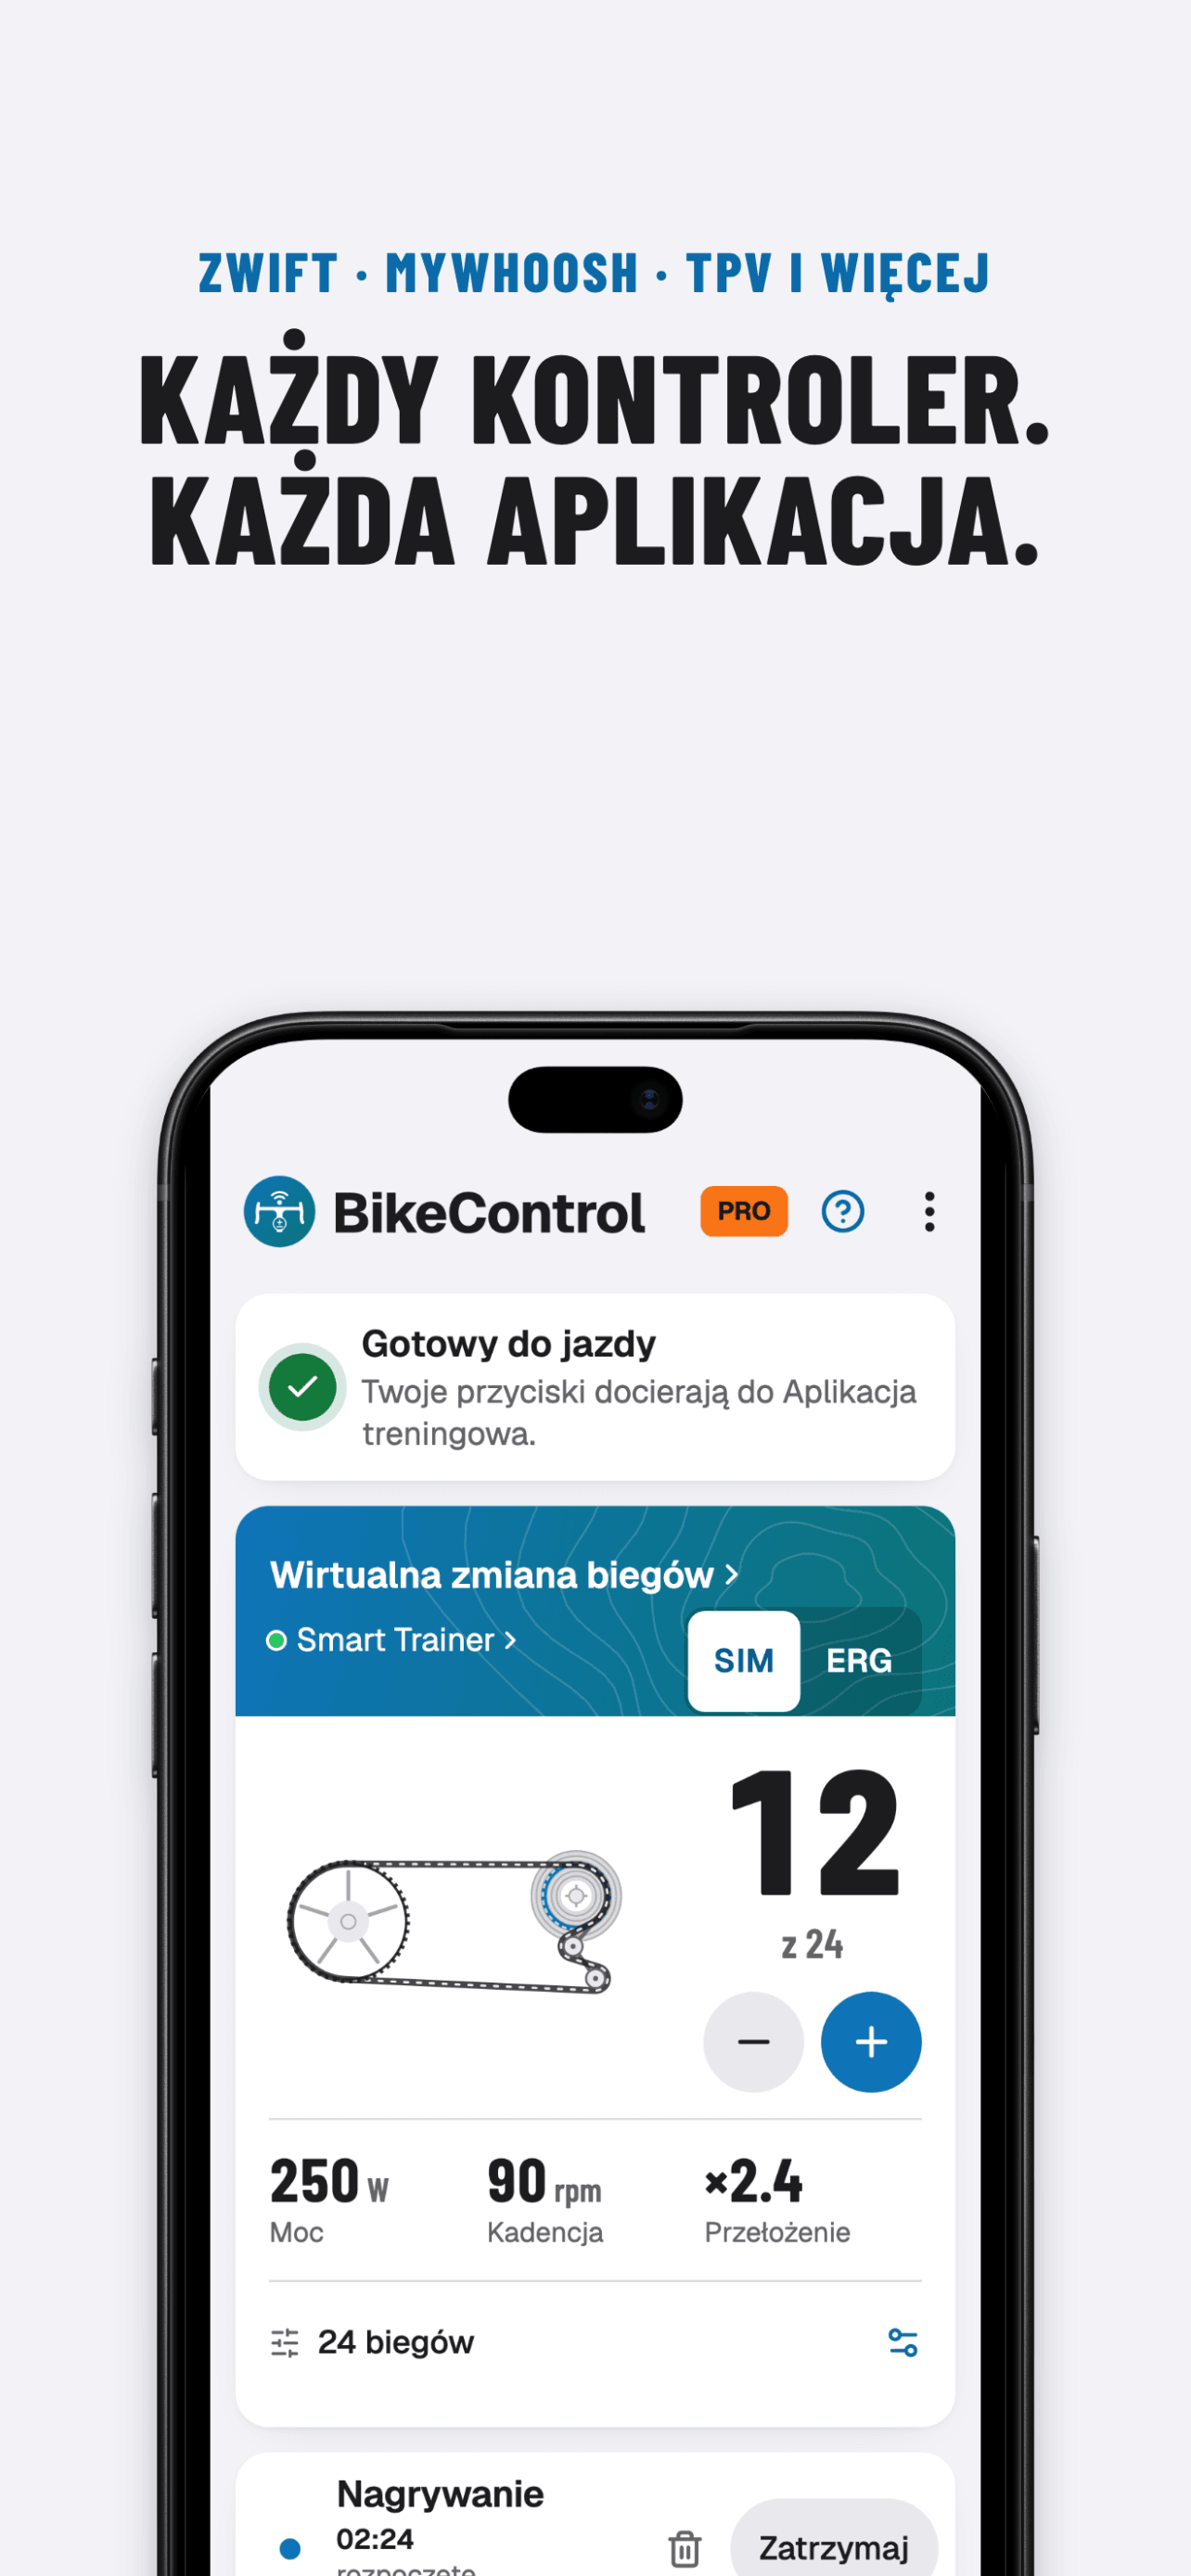 ZWIFT · MYWHOOSH · TPV I WIĘCEJ
KAŻDY KONTROLER.
KAŻDA APLIKACJA.
BikeControl PRO
Gotowy do jazdy
Twoje przyciski docierają do Aplikacja
treningowa.
Wirtualna zmiana biegów
Smart Trainer
SIM ERG
12
z 24
250 W 90 rpm ×2.4
Moc Kadencja Przełożenie
24 biegów
Nagrywanie
02:24
Zatrzymaj
rozpoczęte